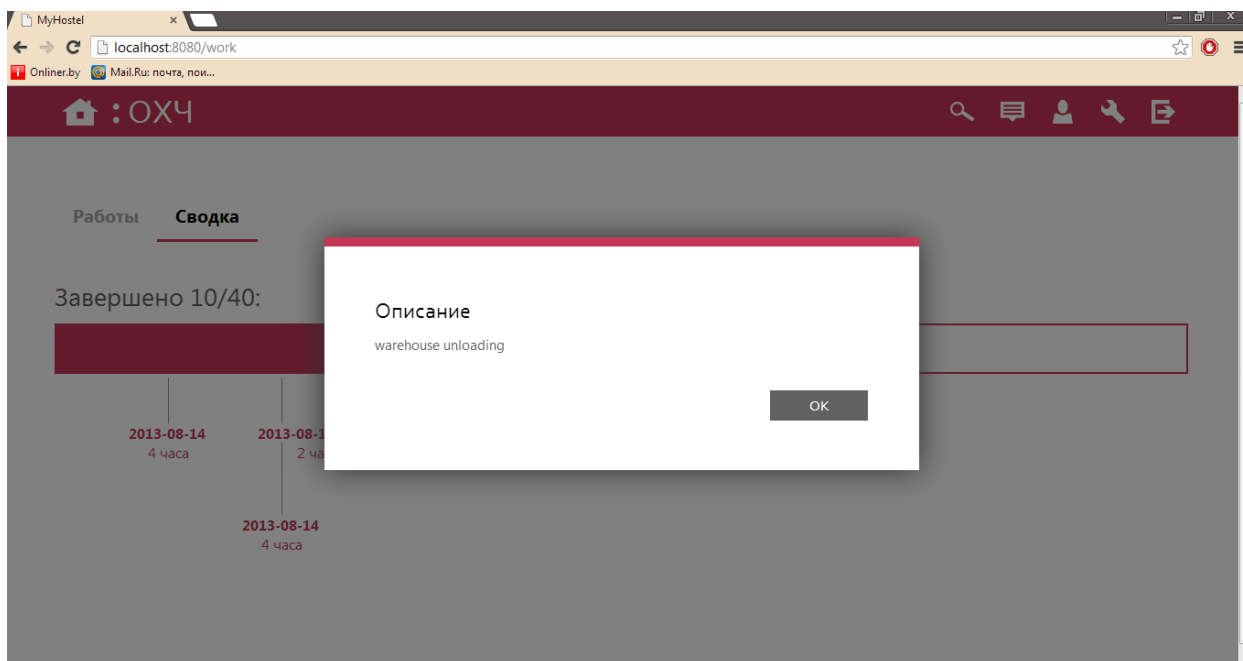 MyHostel
localhost:8080/work
Onliner.by Mail.Ru: почта, пои...
: ОХЧ
Работы Сводка
Завершено 10/40:
Описание
warehouse unloading
OK
2013-08-14 2013-08-1
4 часа 2 ча
2013-08-14
4 часа